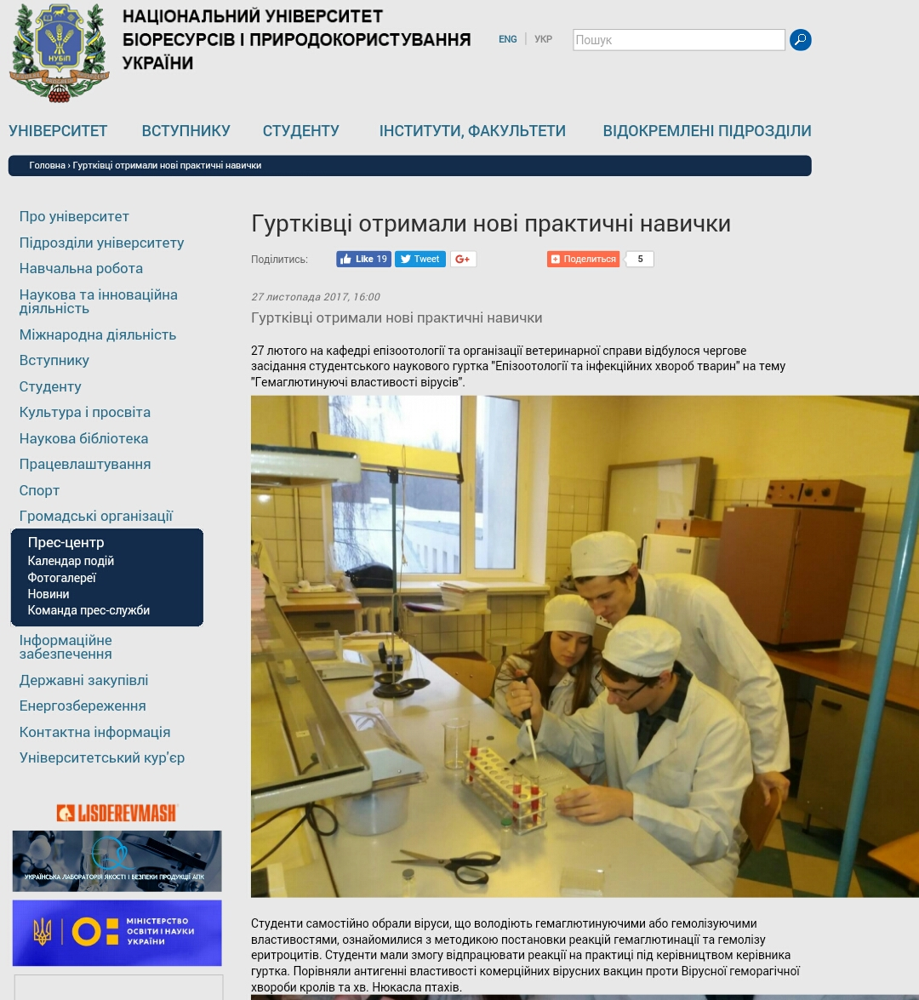 НАЦІОНАЛЬНИЙ УНІВЕРСИТЕТ
БІОРЕСУРСІВ І ПРИРОДОКОРИСТУВАННЯ
УКРАЇНИ
НУБІП
ENG | УКР
Пошук
УНІВЕРСИТЕТ ВСТУПНИКУ СТУДЕНТУ ІНСТИТУТИ, ФАКУЛЬТЕТИ ВІДОКРЕМЛЕНІ ПІДРОЗДІЛИ
Головна › Гуртківці отримали нові практичні навички
Про університет
Підрозділи університету
Навчальна робота
Наукова та інноваційна
діяльність
Міжнародна діяльність
Вступнику
Студенту
Культура і просвіта
Наукова бібліотека
Працевлаштування
Спорт
Громадські організації
Прес-центр
Календар подій
Фотогалереї
Новини
Команда прес-служби
Інформаційне
забезпечення
Державні закупівлі
Енергозбереження
Контактна інформація
Університетський кур'єр
LISDEREVMASH
УКРАЇНСЬКА ЛАБОРАТОРІЯ ЯКОСТІ І БЕЗПЕКИ ПРОДУКЦІЇ АПК
МІНІСТЕРСТВО
ОСВІТИ І НАУКИ
УКРАЇНИ
Гуртківці отримали нові практичні навички
Поділитись: Like 19 Tweet G+ Поделиться 5
27 листопада 2017, 16:00
Гуртківці отримали нові практичні навички
27 лютого на кафедрі епізоотології та організації ветеринарної справи відбулося чергове
засідання студентського наукового гуртка "Епізоотології та інфекційних хвороб тварин" на тему
"Гемаглютинуючі властивості вірусів".
Студенти самостійно обрали віруси, що володіють гемаглютинуючими або гемолізуючими
властивостями, ознайомилися з методикою постановки реакцій гемаглютинації та гемолізу
еритроцитів. Студенти мали змогу відпрацювати реакції на практиці під керівництвом керівника
гуртка. Порівняли антигенні властивості комерційних вірусних вакцин проти Вірусної геморагічної
хвороби кролів та хв. Нюкасла птахів.